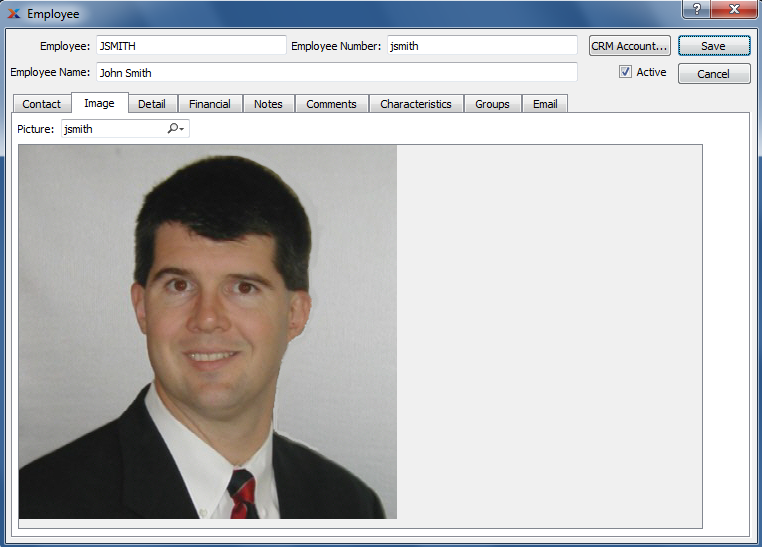 Employee
Employee: JSMITH Employee Number: jsmith CRM Account... Save
Employee Name: John Smith Active Cancel
Contact Image Detail Financial Notes Comments Characteristics Groups Email
Picture: jsmith